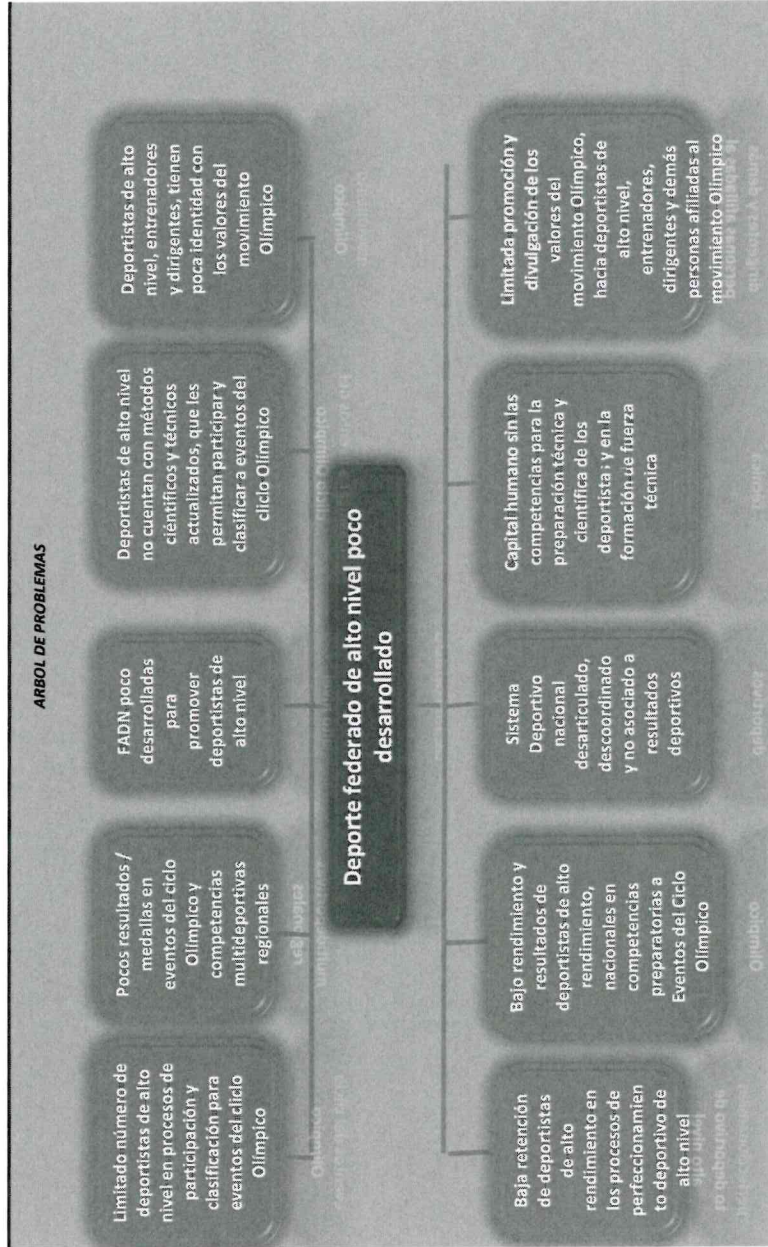 ARBOL DE PROBLEMAS
Limitado número de
deportistas de alto
nivel en procesos de
participación y
clasificación para
eventos del cliclo
Olímpico
Pocos resultados /
medallas en
eventos del ciclo
Olímpico y
competencias
multideportivas
regionales
FADN poco
desarrolladas
para
promover
deportistas de
alto nivel
Deportistas de alto nivel
no cuentan con métodos
ciéntificos y técnicos
actualizados, que les
permitan participar y
clasificar a eventos del
cliclo Olímpico
Deportistas de alto
nivel, entrenadores
y dirigentes, tienen
poca identidad con
los valores del
movimiento
Olímpico
Deporte federado de alto nivel poco
desarrollado
Baja retención
de deportistas
de alto
rendimiento en
los procesos de
perfeccionamien
to deportivo de
alto nivel
Bajo rendimiento y
resultados de
deportistas de alto
rendimiento,
nacionales en
competencias
preparatorias a
Eventos del Ciclo
Olímpico
Sistema
Deportivo
nacional
desarticulado,
descoordinado
y no asociado a
resultados
deportivos
Capital humano sin las
competencias para la
preparación técnica y
científica de los
deportista; y en la
formación ue fuerza
técnica
Limitada promoción y
divulgación de los
valores del
movimiento Olímpico,
hacia deportistas de
alto nivel,
entrenadores,
dirigentes y demás
personas afiliadas al
movimiento Olímpico